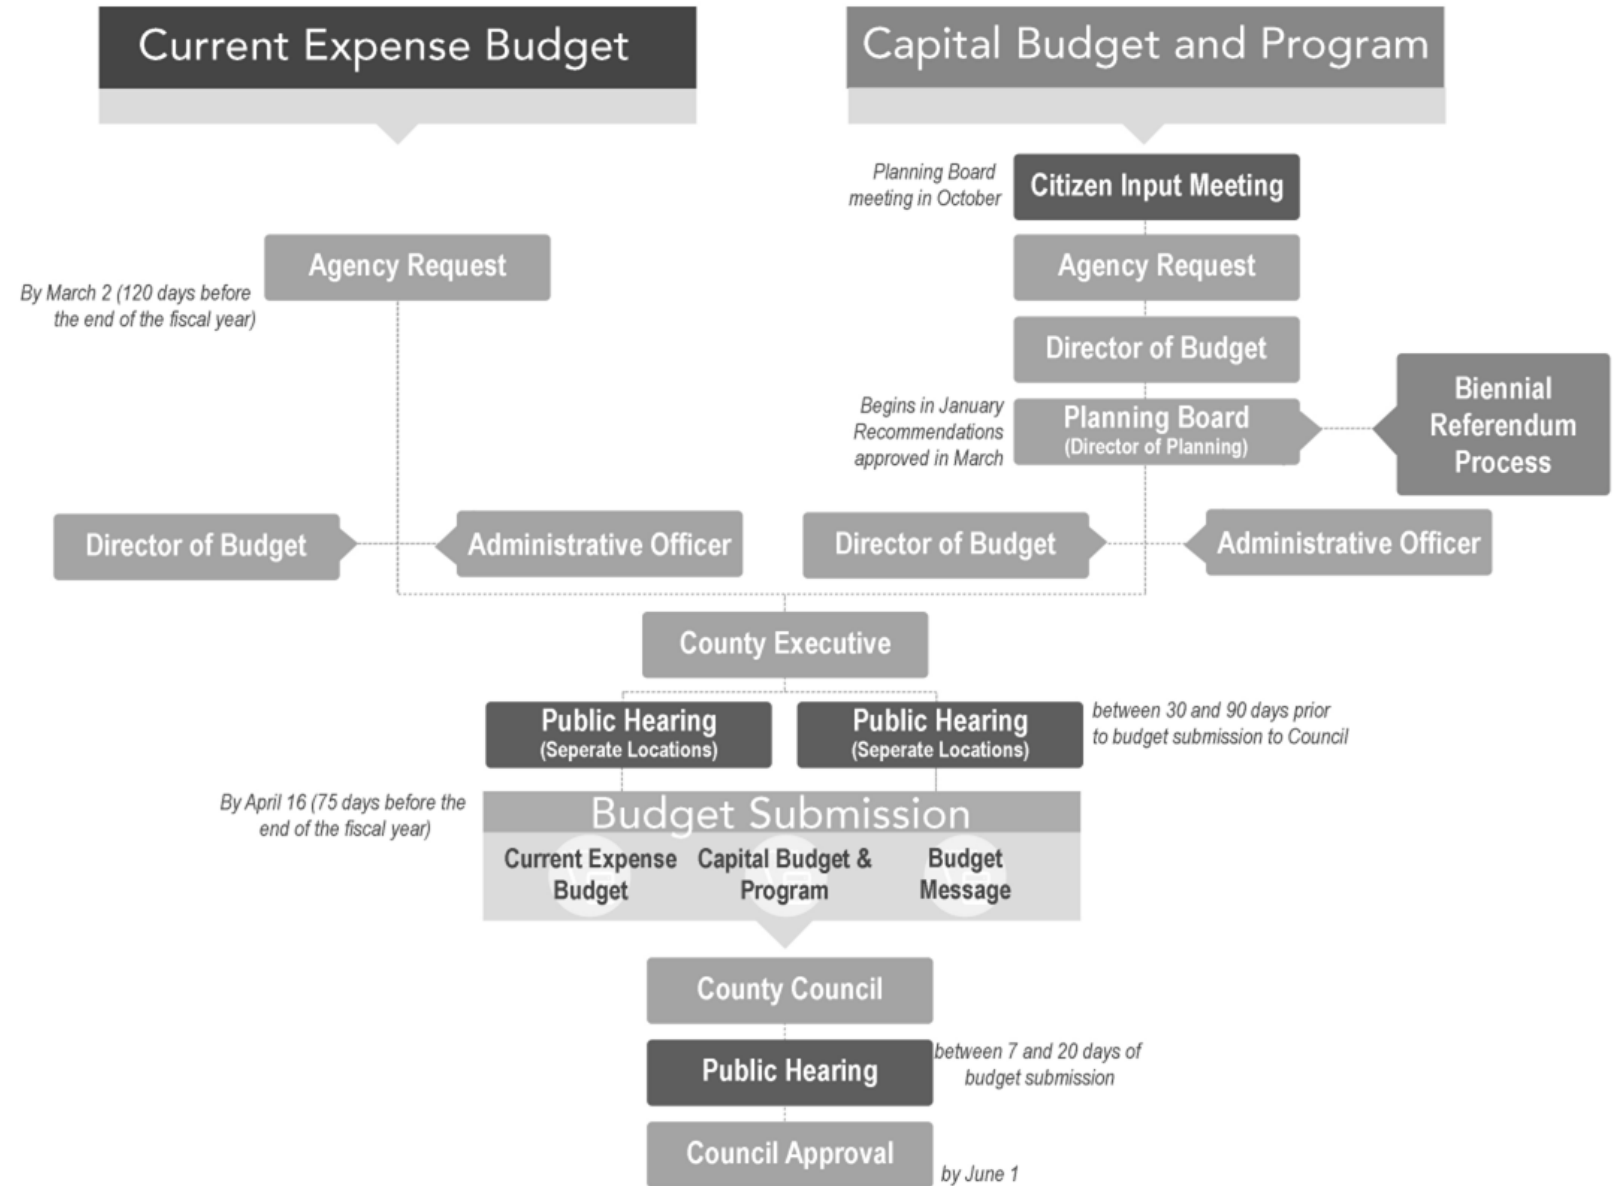 Current Expense Budget
Capital Budget and Program
Planning Board
meeting in October
Citizen Input Meeting
Agency Request
By March 2 (120 days before
the end of the fiscal year)
Agency Request
Director of Budget
Begins in January
Recommendations
approved in March
Planning Board
(Director of Planning)
Biennial
Referendum
Process
Director of Budget
Administrative Officer
Director of Budget
Administrative Officer
County Executive
Public Hearing
(Seperate Locations)
Public Hearing
(Seperate Locations)
between 30 and 90 days prior
to budget submission to Council
By April 16 (75 days before the
end of the fiscal year)
Budget Submission
Current Expense
Budget
Capital Budget &
Program
Budget
Message
County Council
Public Hearing
between 7 and 20 days of
budget submission
Council Approval
by June 1